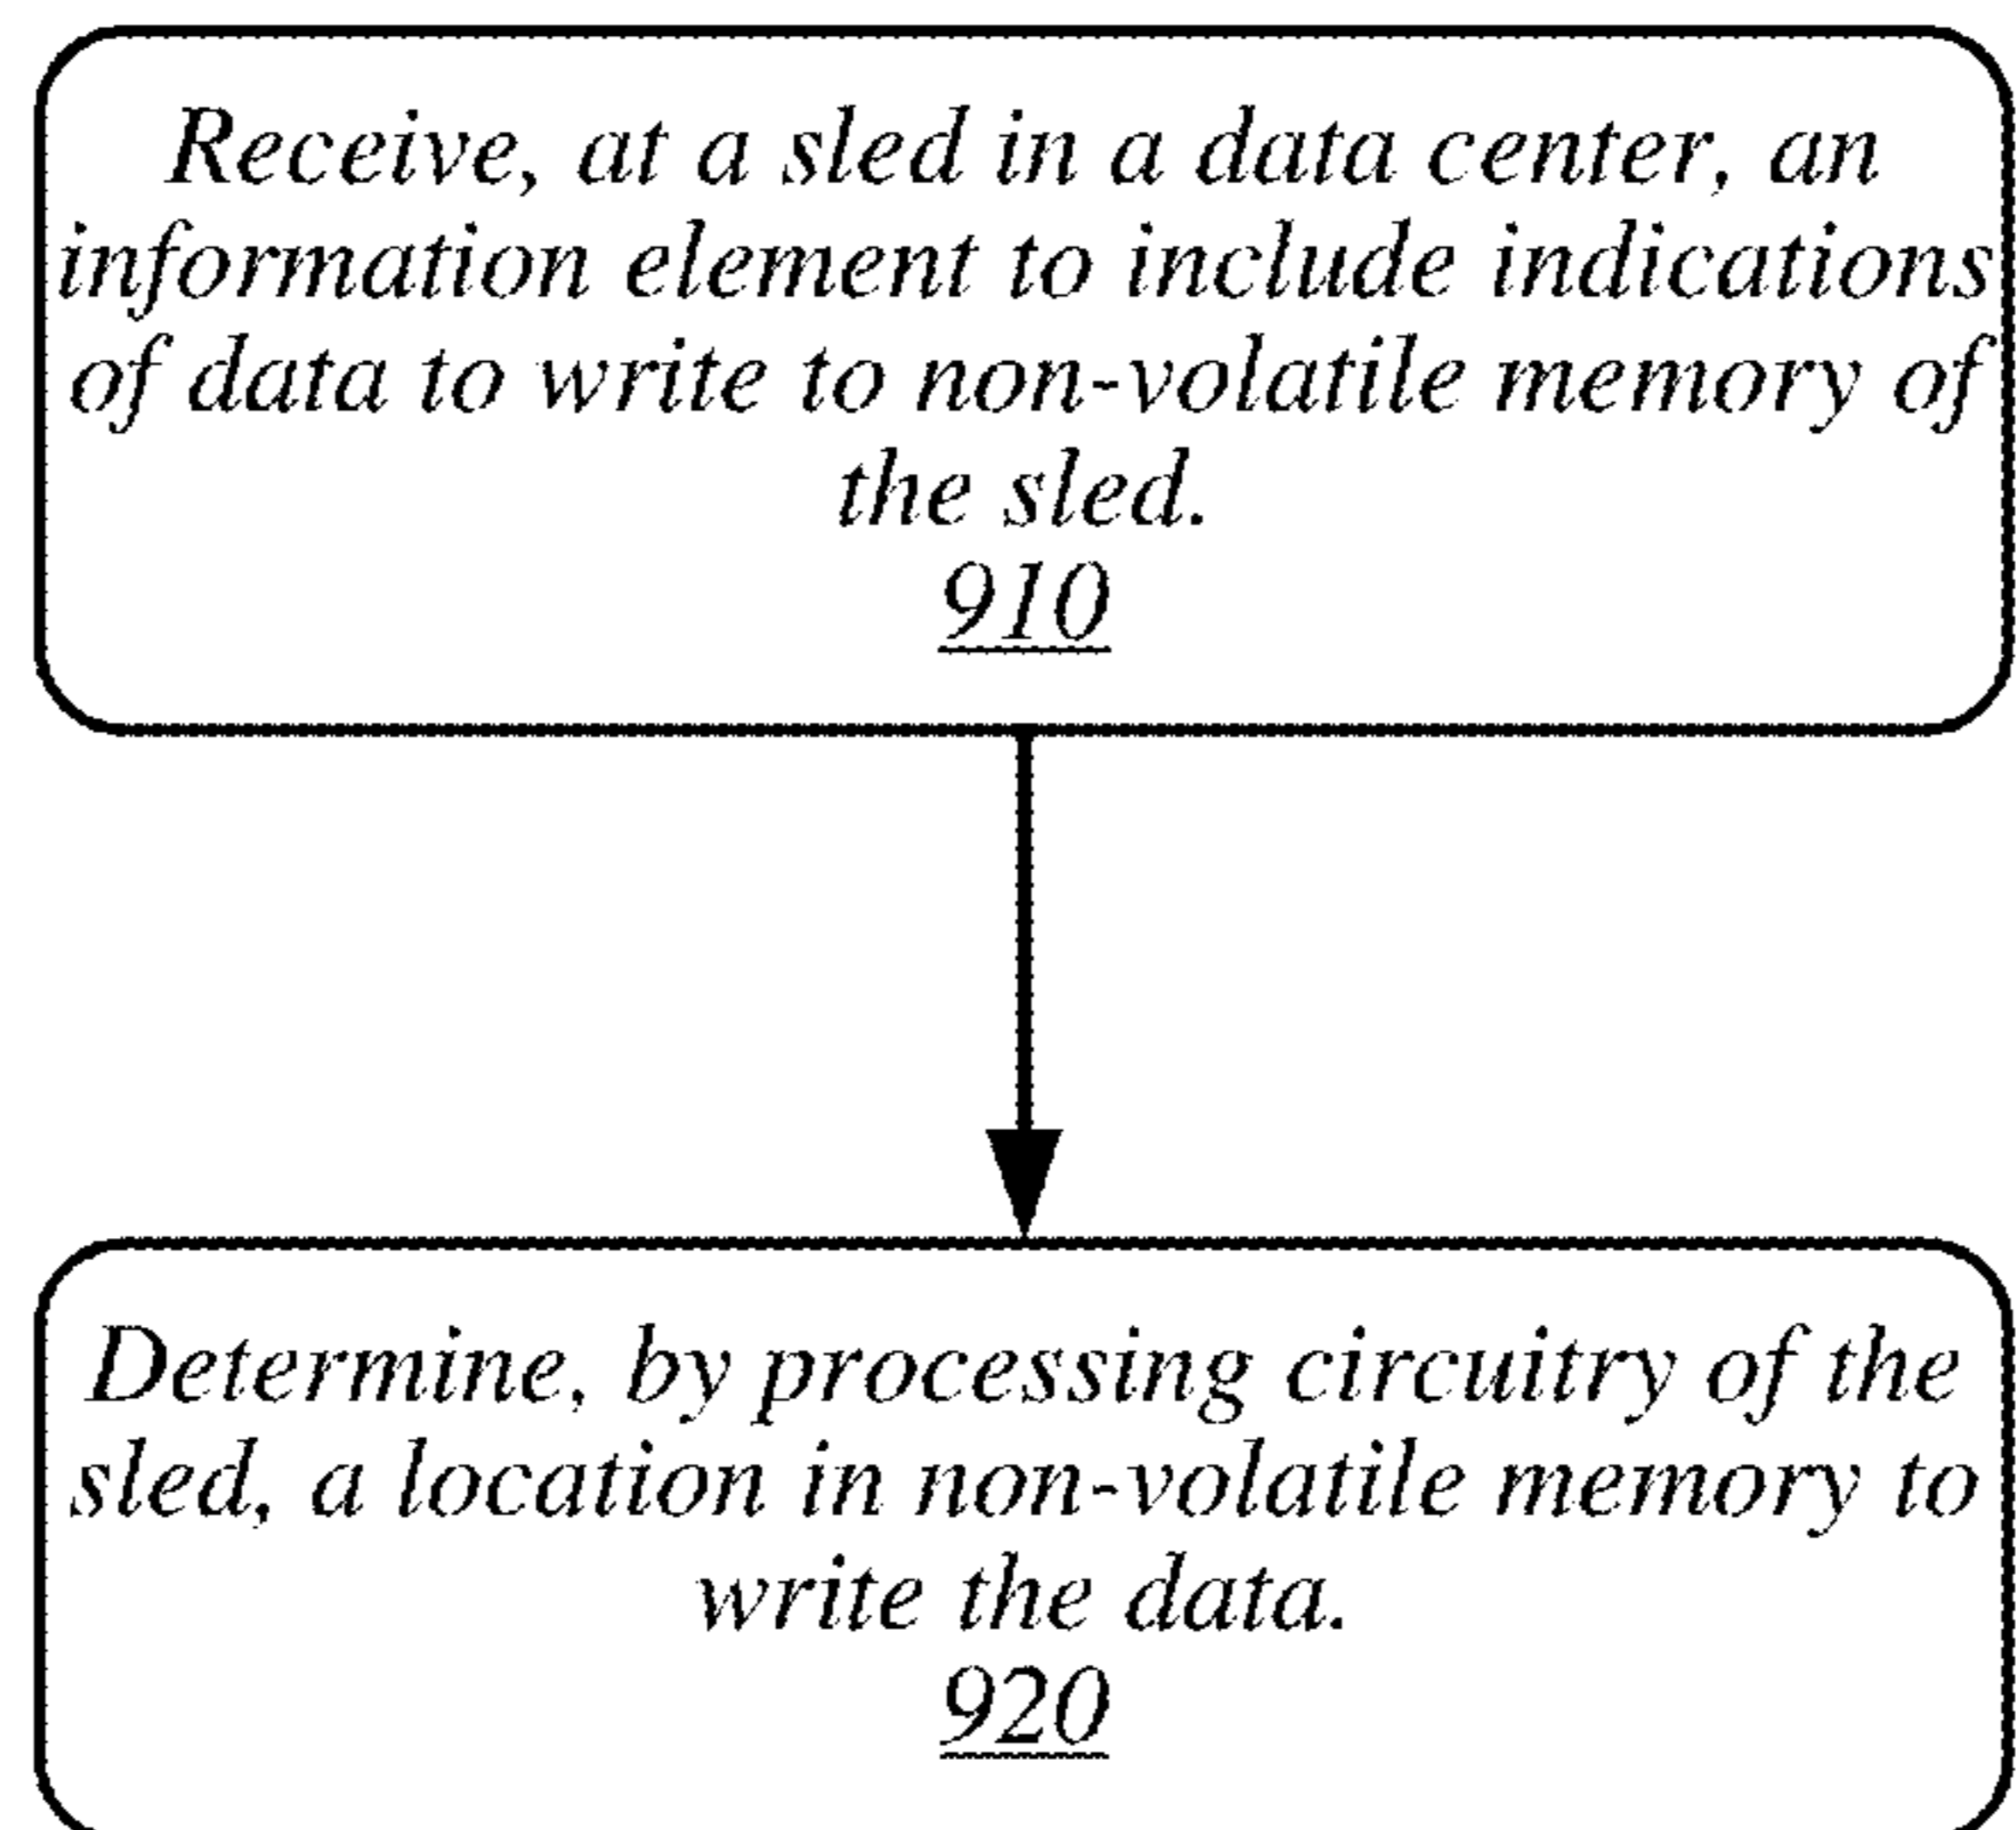 Receive, at a sled in a data center, an
information element to include indications
of data to write to non-volatile memory of
the sled.
910
Determine, by processing circuitry of the
sled, a location in non-volatile memory to
write the data.
920